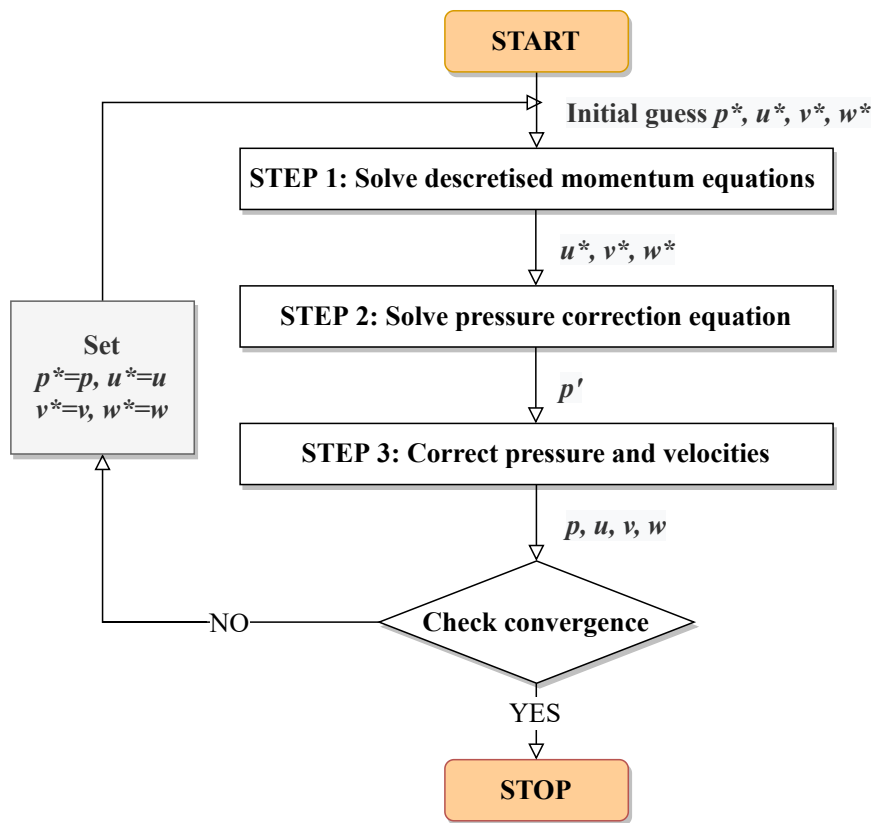 START
Initial guess p*, u*, v*, w*
STEP 1: Solve descretised momentum equations
u*, v*, w*
STEP 2: Solve pressure correction equation
p'
Set
p*=p, u*=u
v*=v, w*=w
STEP 3: Correct pressure and velocities
p, u, v, w
Check convergence
NO
YES
STOP